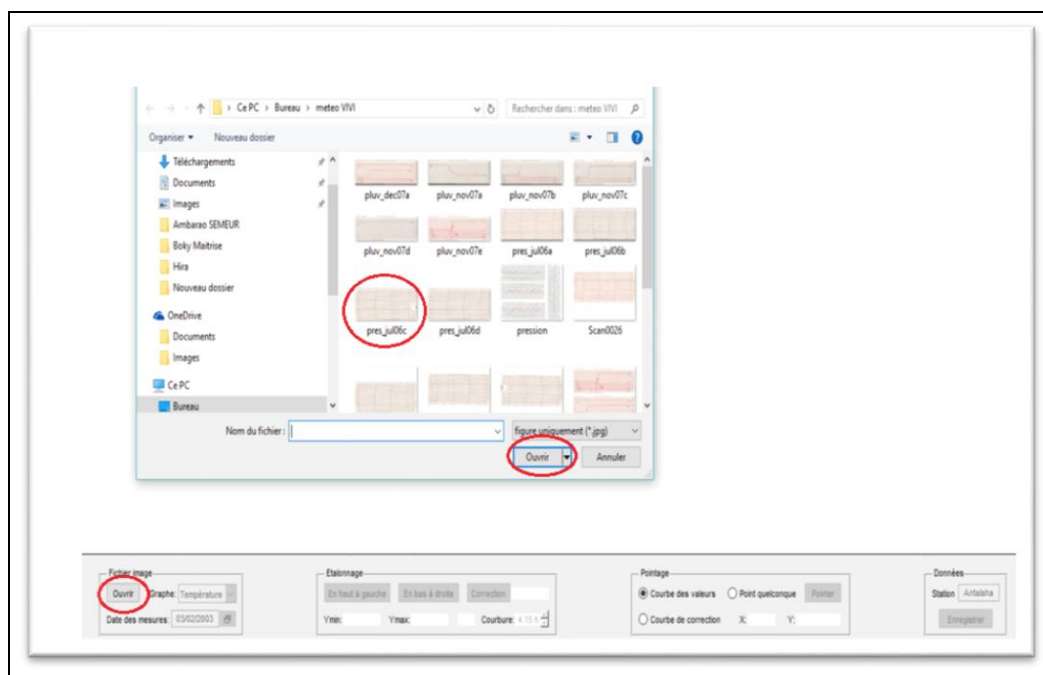 Ce PC > Bureau > meteo VIVI
Rechercher dans : meteo VIVI
Organiser Nouveau dossier
Téléchargements
Documents
Images
Ambarao SEMEUR
Boky Maitrise
Hira
Nouveau dossier
OneDrive
Documents
Images
Ce PC
Bureau
pluv_dec07a pluv_nov07a pluv_nov07b pluv_nov07c
pluv_nov07d pluv_nov07e pres_jul06a pres_jul06b
pres_jul06c pres_jul06d pression Scan0026
Nom du fichier : figure uniquement (*.jpg)
Ouvrir Annuler
Fichier image
Ouvrir Graphe: Température
Date des mesures: 03/02/2003
Etalonnage
En haut à gauche En bas à droite Correction
Ymin: Ymax: Courbure: 4.15 h
Pointage
Courbe des valeurs Point quelconque Pointer
Courbe de correction X: Y:
Données
Station Antalaha
Enregistrer